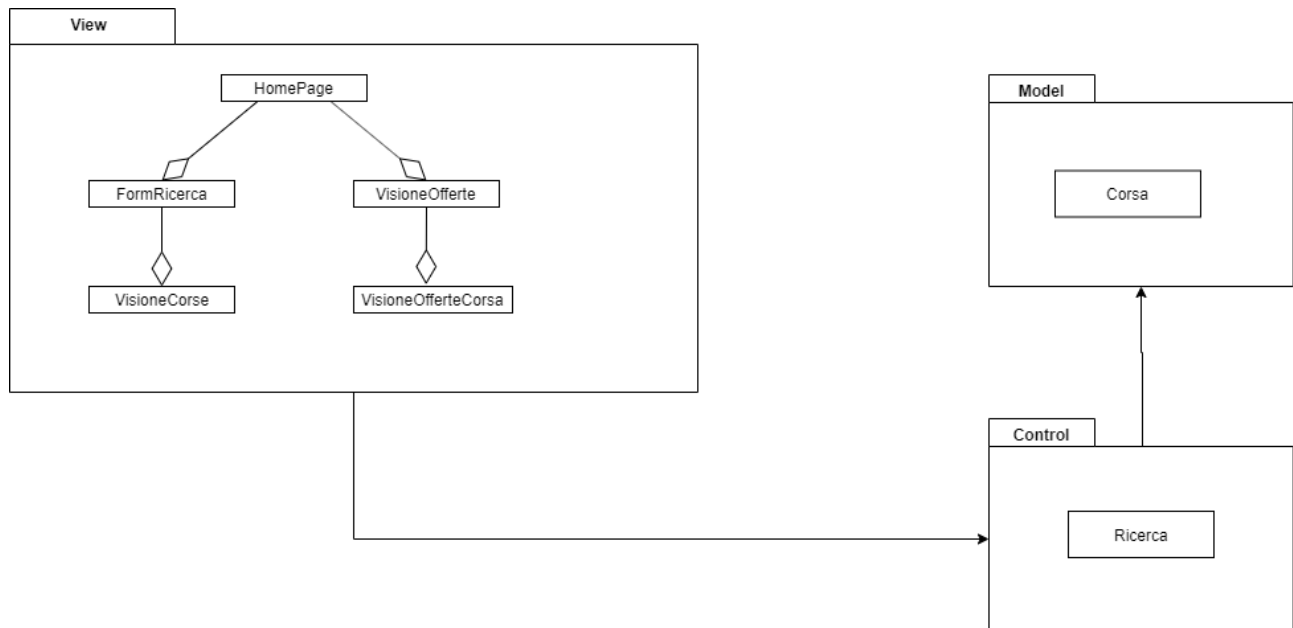 View
HomePage
FormRicerca
VisioneOfferte
VisioneCorse
VisioneOfferteCorsa
Model
Corsa
Control
Ricerca